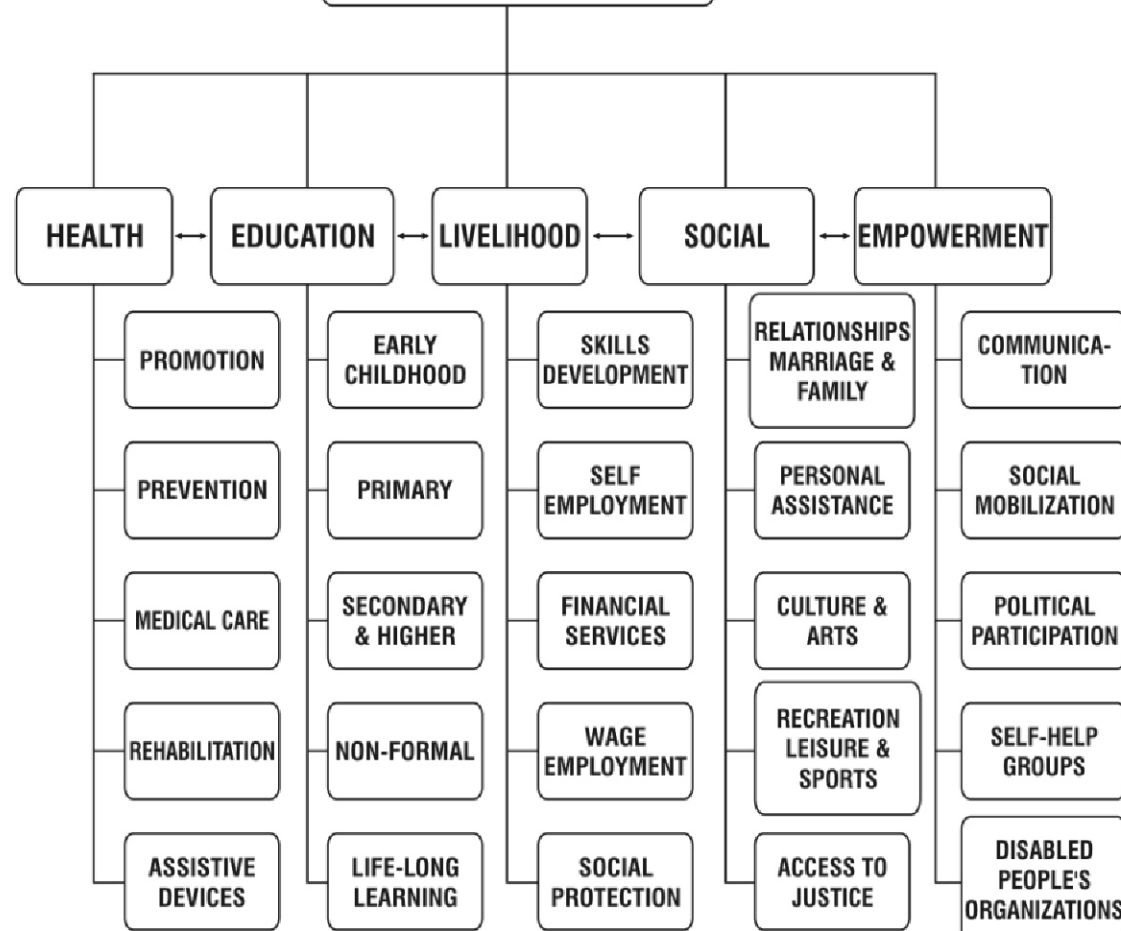 HEALTH
EDUCATION
LIVELIHOOD
SOCIAL
EMPOWERMENT
PROMOTION
PREVENTION
MEDICAL CARE
REHABILITATION
ASSISTIVE
DEVICES
EARLY
CHILDHOOD
PRIMARY
SECONDARY
& HIGHER
NON-FORMAL
LIFE-LONG
LEARNING
SKILLS
DEVELOPMENT
SELF
EMPLOYMENT
FINANCIAL
SERVICES
WAGE
EMPLOYMENT
SOCIAL
PROTECTION
RELATIONSHIPS
MARRIAGE &
FAMILY
PERSONAL
ASSISTANCE
CULTURE &
ARTS
RECREATION
LEISURE &
SPORTS
ACCESS TO
JUSTICE
COMMUNICA-
TION
SOCIAL
MOBILIZATION
POLITICAL
PARTICIPATION
SELF-HELP
GROUPS
DISABLED
PEOPLE'S
ORGANIZATIONS